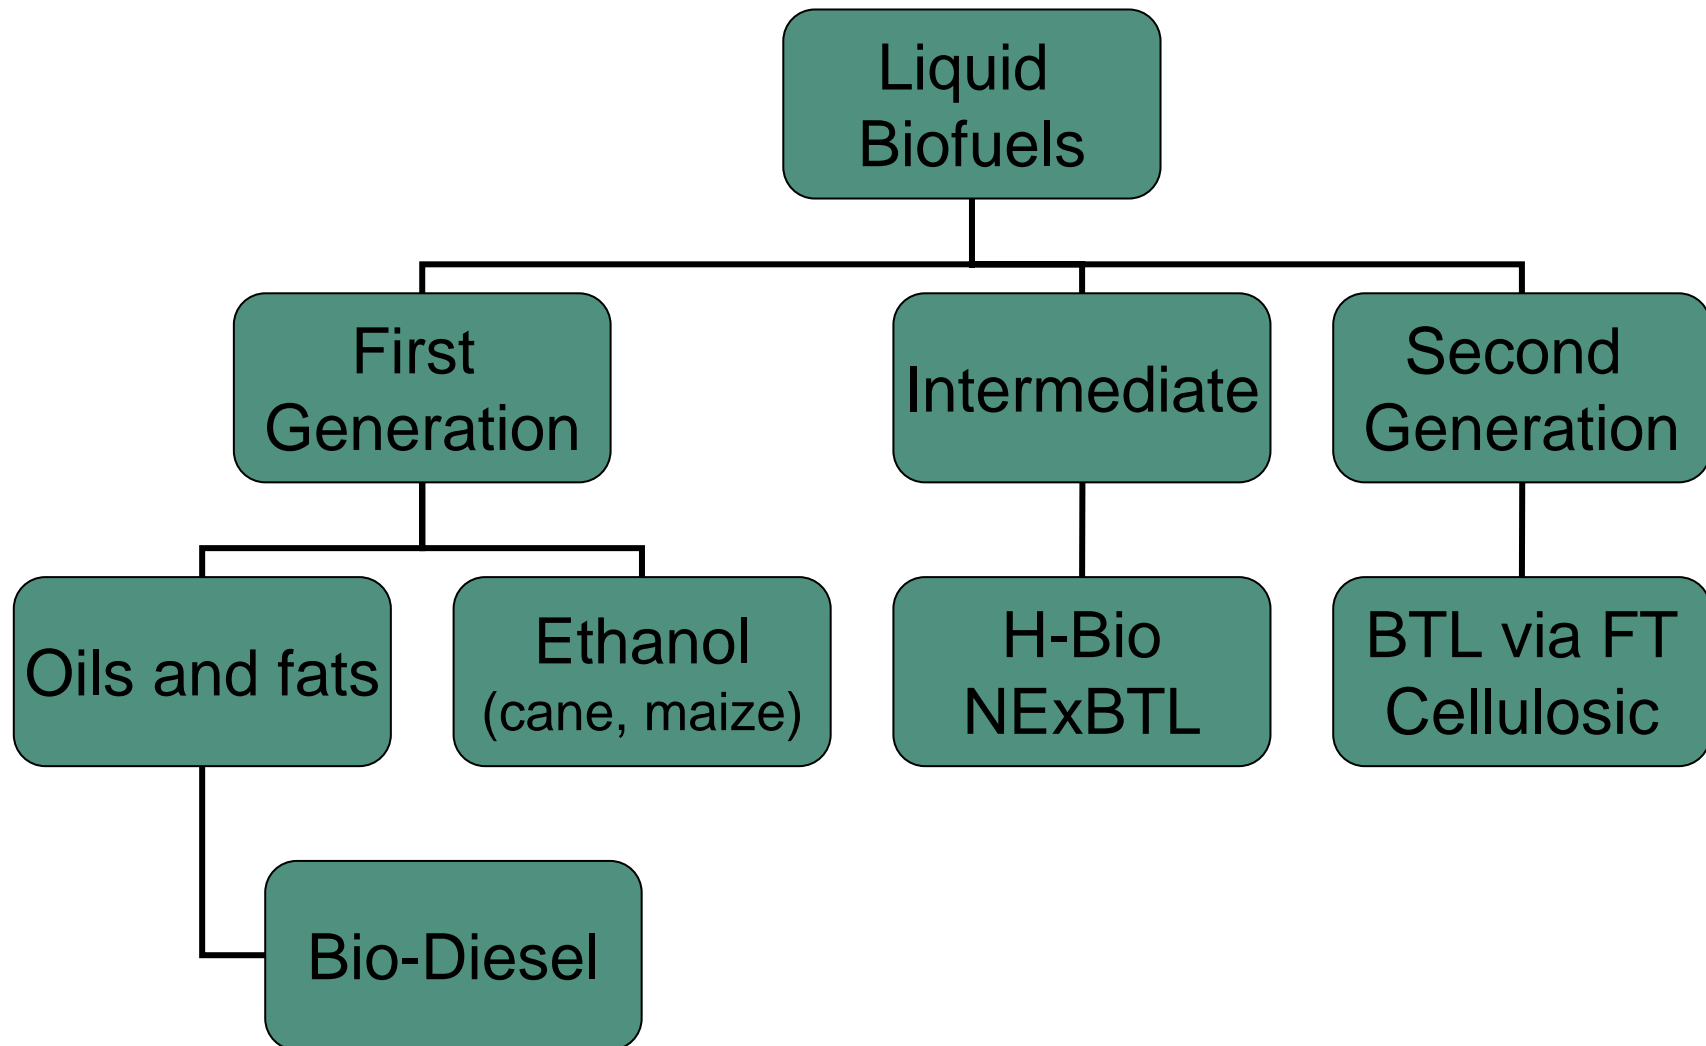 Liquid
Biofuels
First
Generation
Intermediate
Second
Generation
Oils and fats
Ethanol
(cane, maize)
H-Bio
NExBTL
BTL via FT
Cellulosic
Bio-Diesel